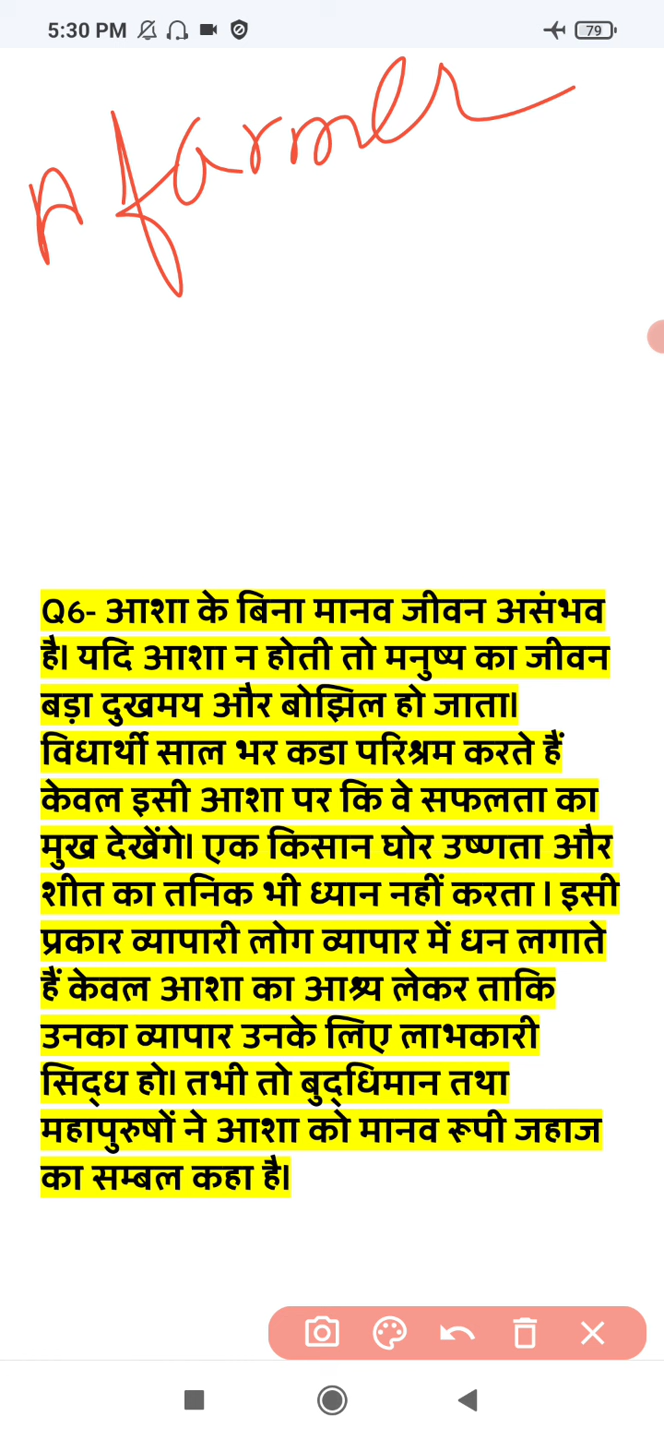 5:30 PM
79
A farmer
Q6- आशा के बिना मानव जीवन असंभव
है। यदि आशा न होती तो मनुष्य का जीवन
बड़ा दुखमय और बोझिल हो जाता।
विधार्थी साल भर कडा परिश्रम करते हैं
केवल इसी आशा पर कि वे सफलता का
मुख देखेंगे। एक किसान घोर उष्णता और
शीत का तनिक भी ध्यान नहीं करता । इसी
प्रकार व्यापारी लोग व्यापार में धन लगाते
हैं केवल आशा का आश्र्य लेकर ताकि
उनका व्यापार उनके लिए लाभकारी
सिद्ध हो। तभी तो बुद्धिमान तथा
महापुरुषों ने आशा को मानव रूपी जहाज
का सम्बल कहा है।